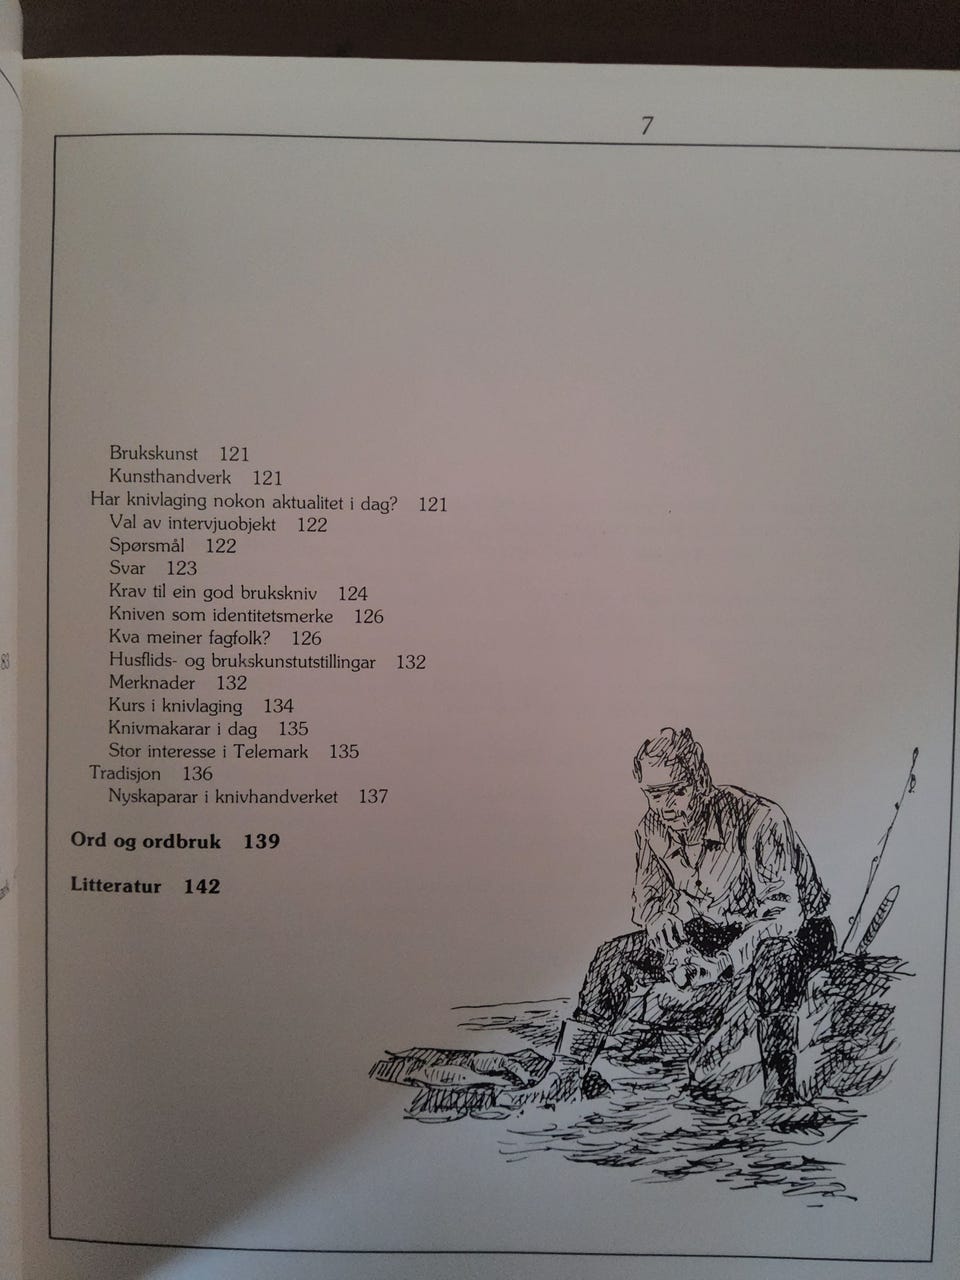 7
Brukskunst 121
Kunsthandverk 121
Har knivlaging nokon aktualitet i dag? 121
Val av intervjuobjekt 122
Spørsmål 122
Svar 123
Krav til ein god brukskniv 124
Kniven som identitetsmerke 126
Kva meiner fagfolk? 126
Husflids- og brukskunstutstillingar 132
Merknader 132
Kurs i knivlaging 134
Knivmakarar i dag 135
Stor interesse i Telemark 135
Tradisjon 136
Nyskaparar i knivhandverket 137
Ord og ordbruk 139
Litteratur 142
83